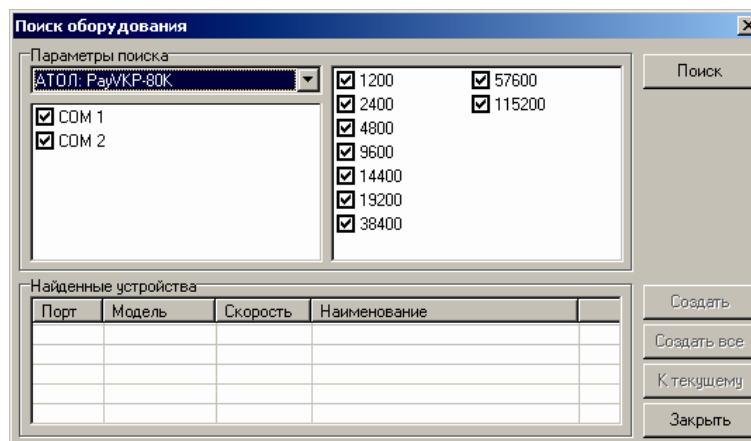 Поиск оборудования
Параметры поиска
АТОЛ: PayVKP-80K
COM 1
COM 2
1200
2400
4800
9600
14400
19200
38400
57600
115200
Поиск
Найденные устройства
Порт Модель Скорость Наименование
Создать
Создать все
К текущему
Закрыть